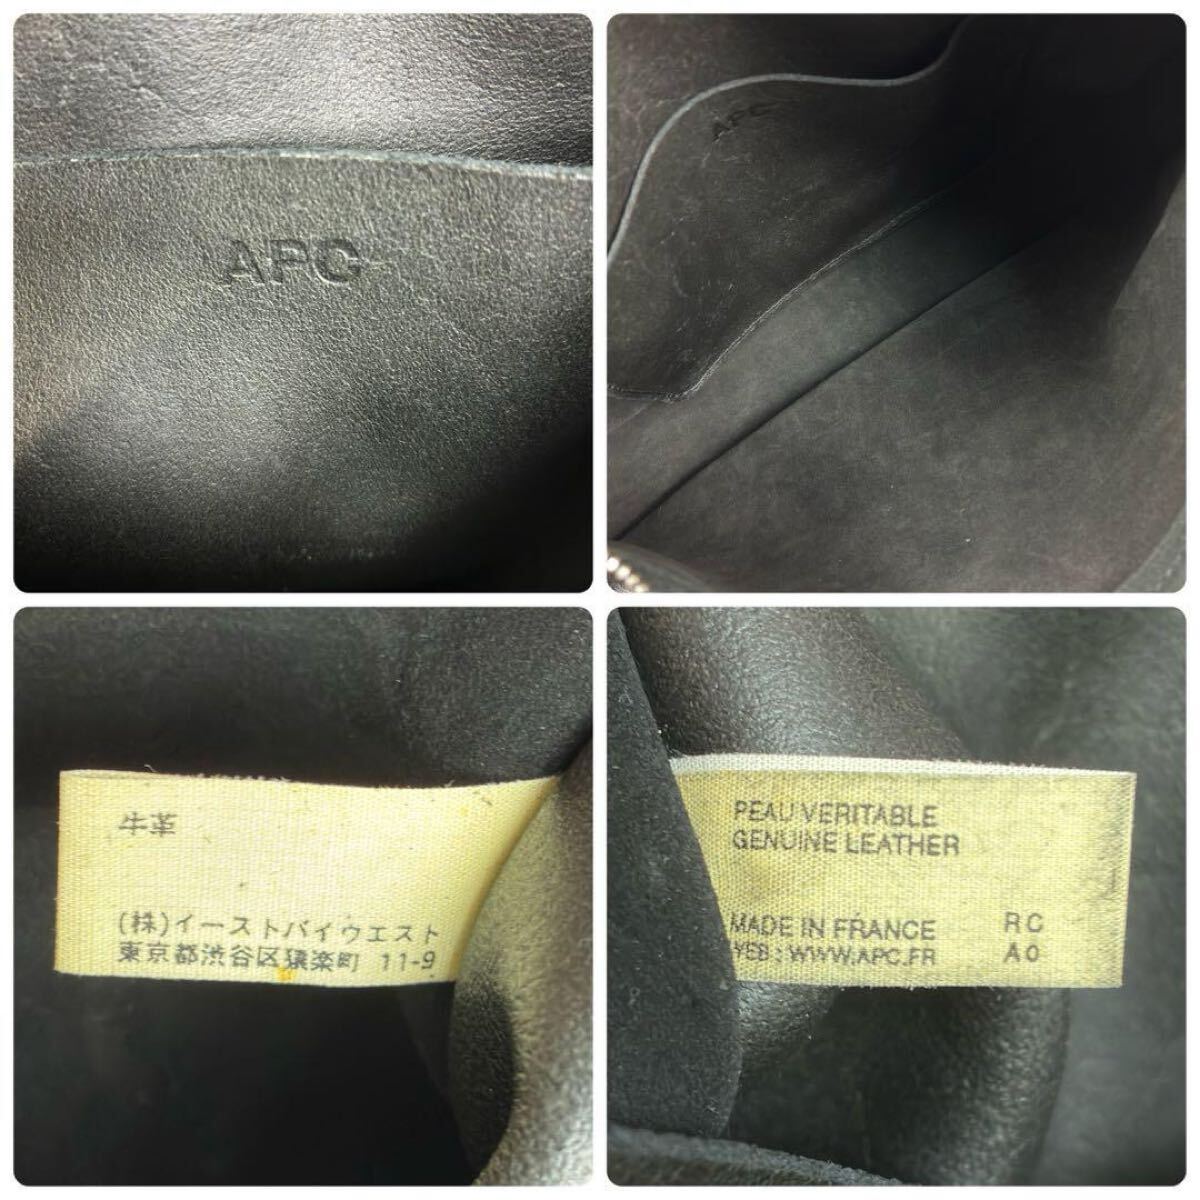 APC
APC
牛革
(株)イーストバイウエスト
東京都渋谷区猿楽町 11-9
PEAU VERITABLE
GENUINE LEATHER
MADE IN FRANCE RC
WEB : WWW.APC.FR A0